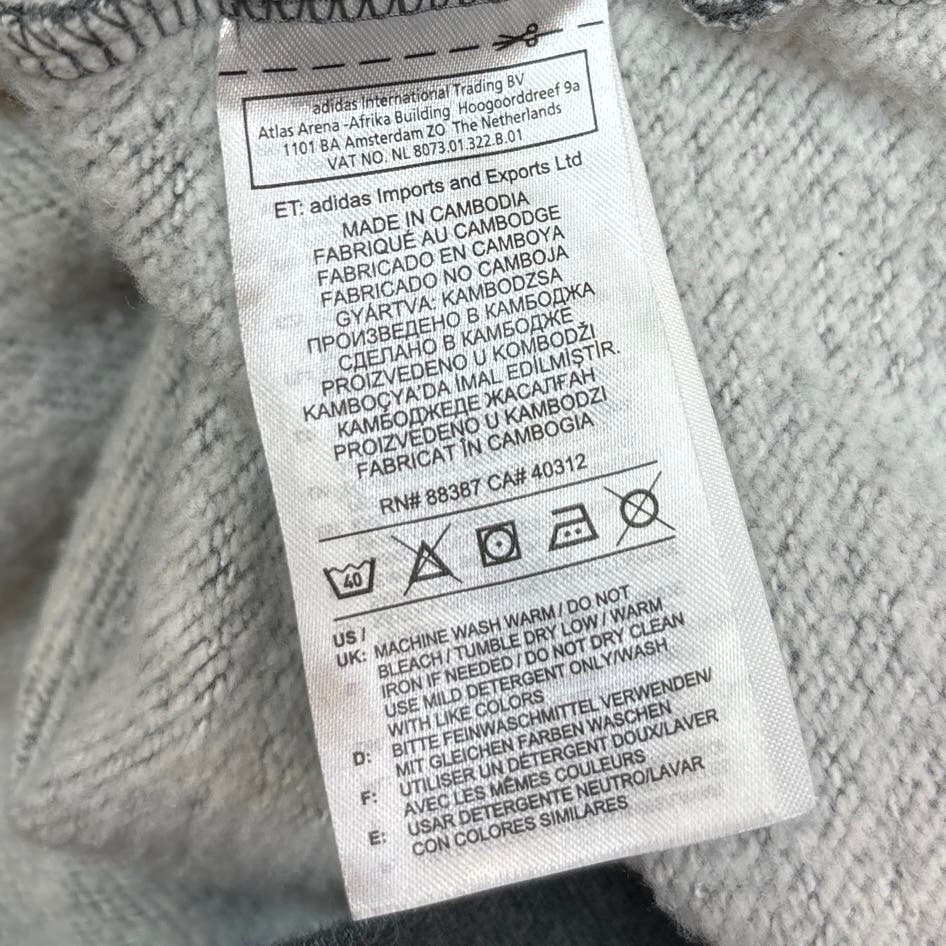 adidas International Trading BV
Atlas Arena -Afrika Building Hoogoorddreef 9a
1101 BA Amsterdam ZO The Netherlands
VAT NO. NL 8073.01.322.B.01
ET: adidas Imports and Exports Ltd
MADE IN CAMBODIA
FABRIQUÉ AU CAMBODGE
FABRICADO EN CAMBOYA
FABRICADO NO CAMBOJA
GYÁRTVA: KAMBODZSA
ПРОИЗВЕДЕНО В КАМБОДЖА
СДЕЛАНО В КАМБОДЖЕ
PROIZVEDENO U KOMBODŽI
KAMBOÇYA'DA İMAL EDİLMİŞTİR.
КАМБОДЖЕДЕ ЖАСАЛҒАН
PROIZVEDENO U KAMBODZI
FABRICAT ÎN CAMBOGIA
RN# 88387 CA# 40312
40
US /
UK: MACHINE WASH WARM / DO NOT
BLEACH / TUMBLE DRY LOW / WARM
IRON IF NEEDED / DO NOT DRY CLEAN
USE MILD DETERGENT ONLY/WASH
WITH LIKE COLORS
D: BITTE FEINWASCHMITTEL VERWENDEN/
MIT GLEICHEN FARBEN WASCHEN
F: UTILISER UN DÉTERGENT DOUX/LAVER
AVEC LES MÊMES COULEURS
E: USAR DETERGENTE NEUTRO/LAVAR
CON COLORES SIMILARES